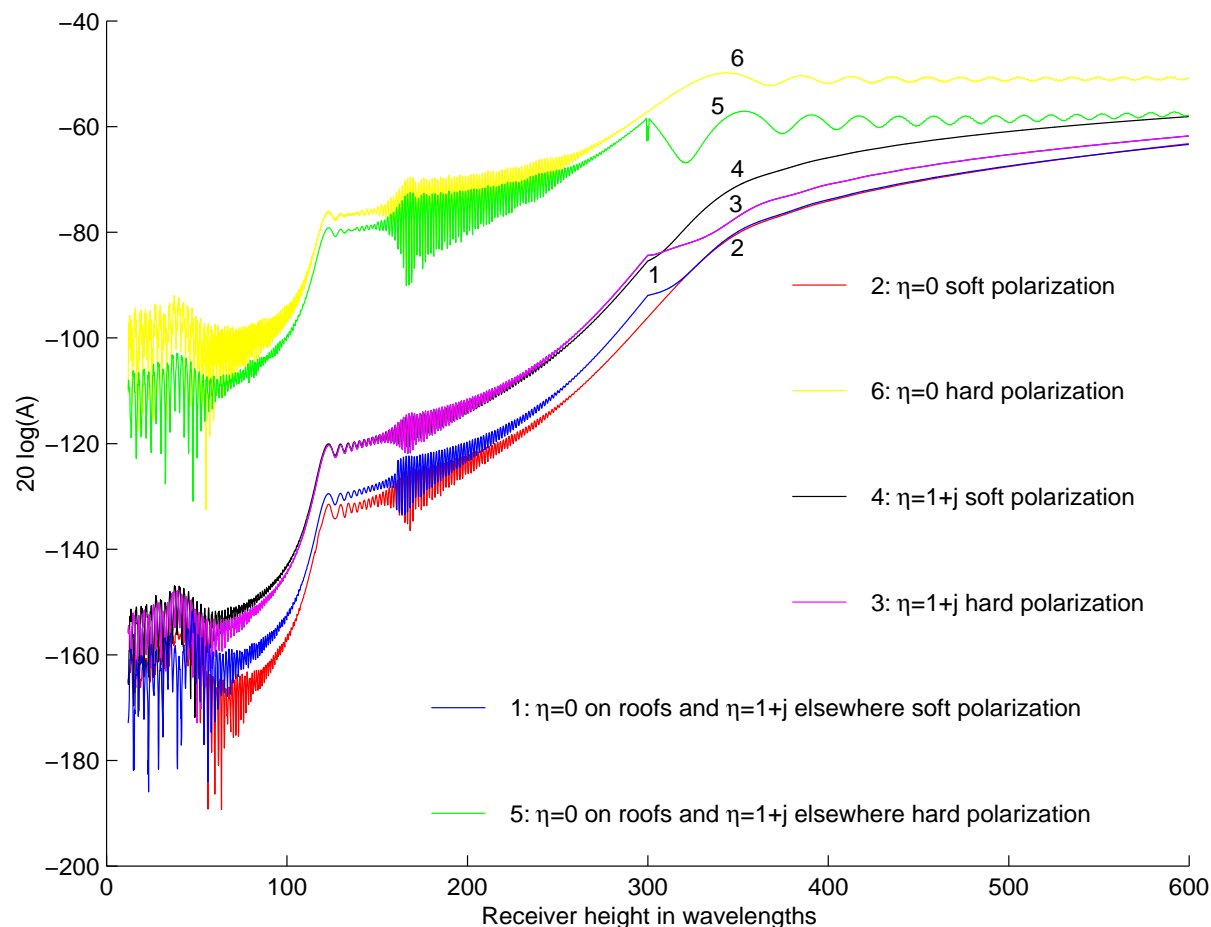 −40
−60
−80
−100
−120
−140
−160
−180
−200
20 log(A)
0
100
200
300
400
500
600
Receiver height in wavelengths
6
5
4
3
2
1
2: η=0 soft polarization
6: η=0 hard polarization
4: η=1+j soft polarization
3: η=1+j hard polarization
1: η=0 on roofs and η=1+j elsewhere soft polarization
5: η=0 on roofs and η=1+j elsewhere hard polarization